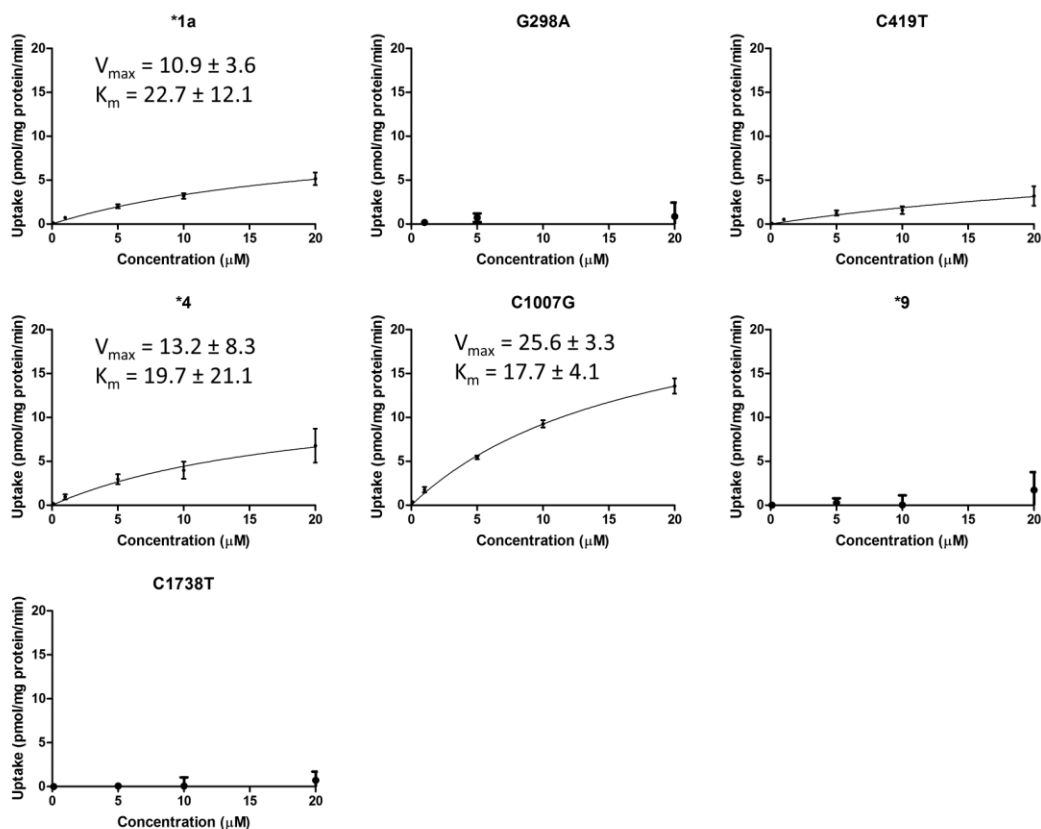 *1a
Uptake (pmol/mg protein/min)
20
15
10
5
0
V_max = 10.9 ± 3.6
K_m = 22.7 ± 12.1
0 5 10 15 20
Concentration (μM)
G298A
Uptake (pmol/mg protein/min)
20
15
10
5
0
0 5 10 15 20
Concentration (μM)
C419T
Uptake (pmol/mg protein/min)
20
15
10
5
0
0 5 10 15 20
Concentration (μM)
*4
Uptake (pmol/mg protein/min)
20
15
10
5
0
V_max = 13.2 ± 8.3
K_m = 19.7 ± 21.1
0 5 10 15 20
Concentration (μM)
C1007G
Uptake (pmol/mg protein/min)
20
15
10
5
0
V_max = 25.6 ± 3.3
K_m = 17.7 ± 4.1
0 5 10 15 20
Concentration (μM)
*9
Uptake (pmol/mg protein/min)
20
15
10
5
0
0 5 10 15 20
Concentration (μM)
C1738T
Uptake (pmol/mg protein/min)
20
15
10
5
0
0 5 10 15 20
Concentration (μM)